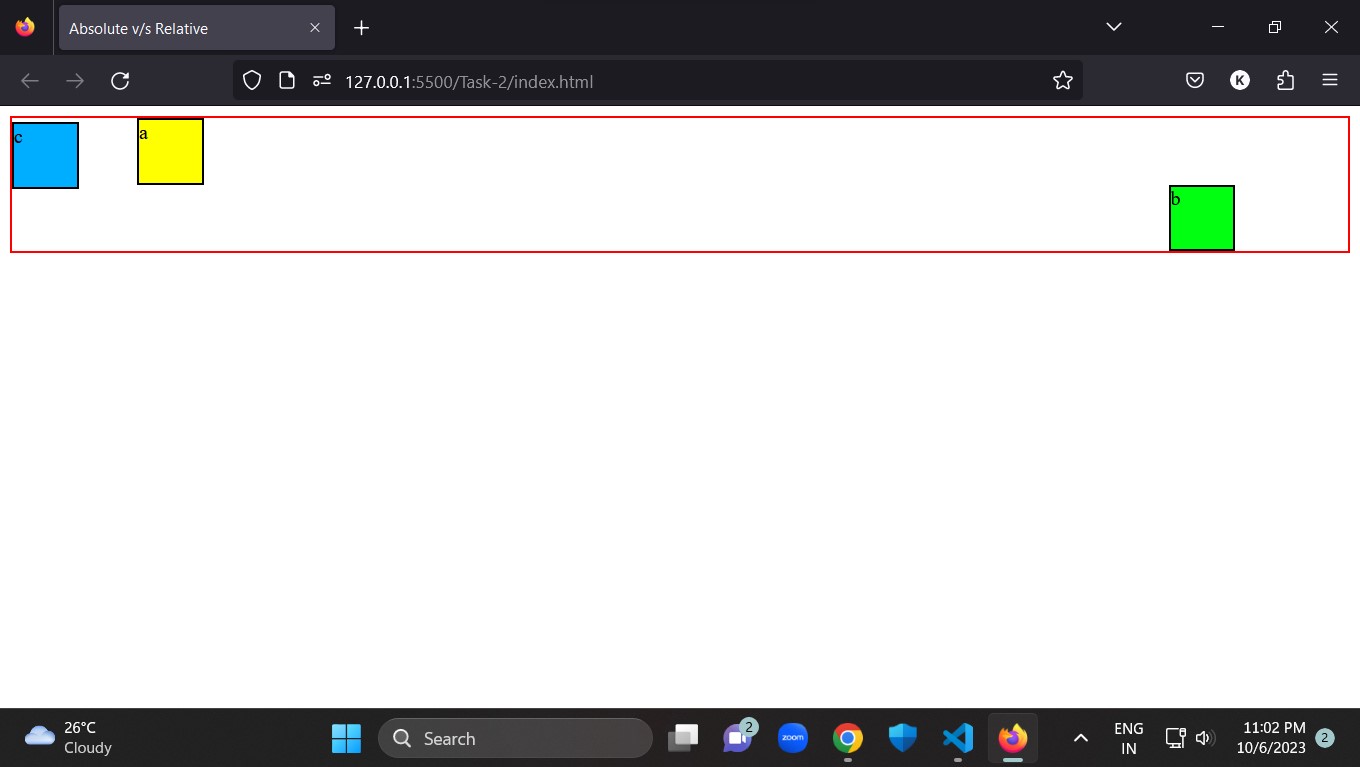 Absolute v/s Relative
127.0.0.1:5500/Task-2/index.html
K
c
a
b
26°C
Cloudy
Search
2
zoom
ENG
IN
11:02 PM
10/6/2023
2